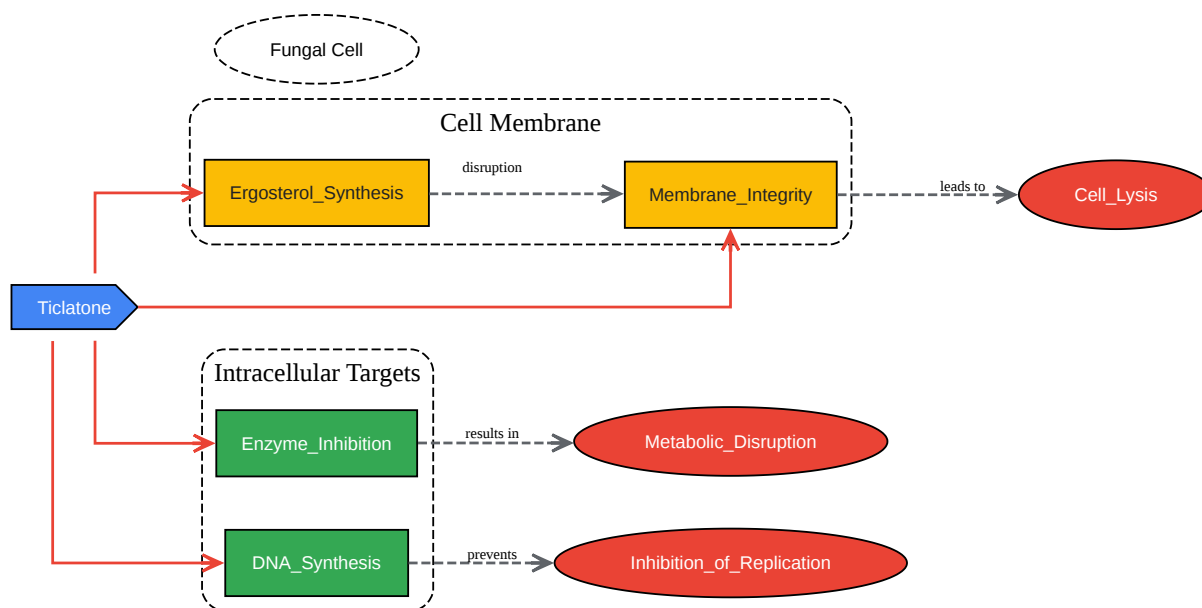 Fungal Cell
Cell Membrane
Ergosterol_Synthesis
disruption
Membrane_Integrity
leads to
Cell_Lysis
Ticlatone
Intracellular Targets
Enzyme_Inhibition
results in
Metabolic_Disruption
DNA_Synthesis
prevents
Inhibition_of_Replication